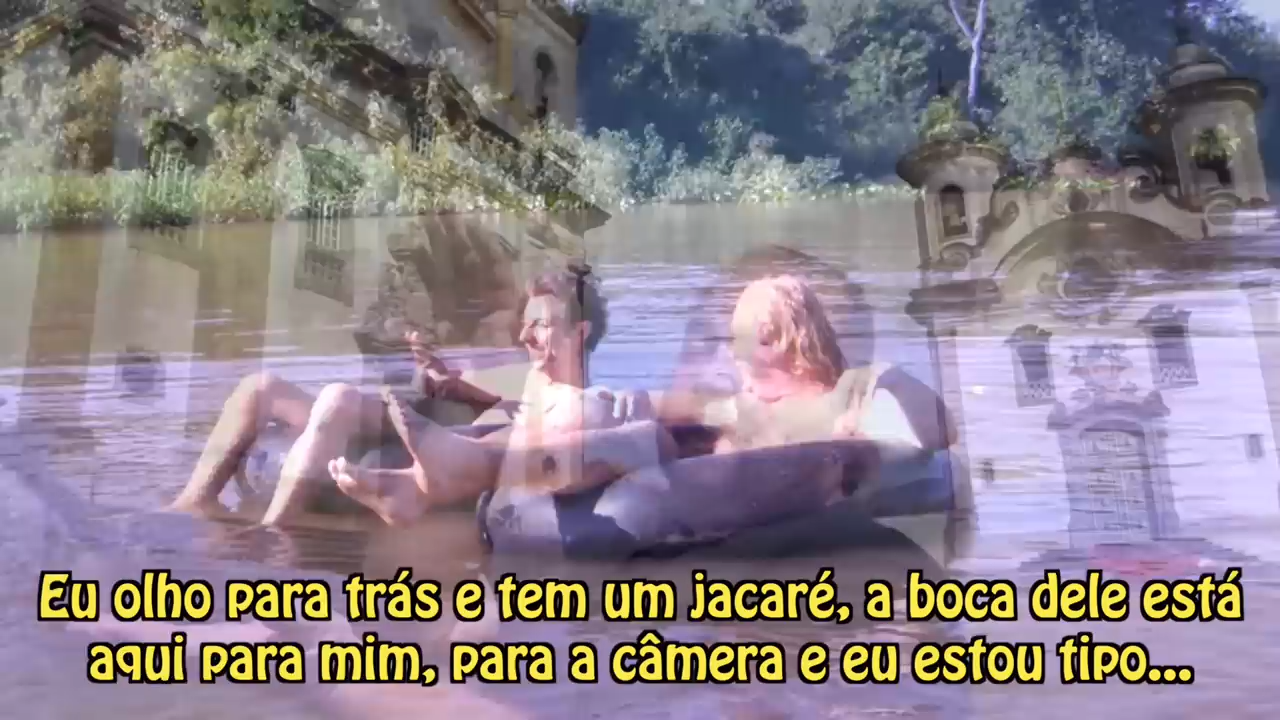 Eu olho para trás e tem um jacaré, a boca dele está
aqui para mim, para a câmera e eu estou tipo...